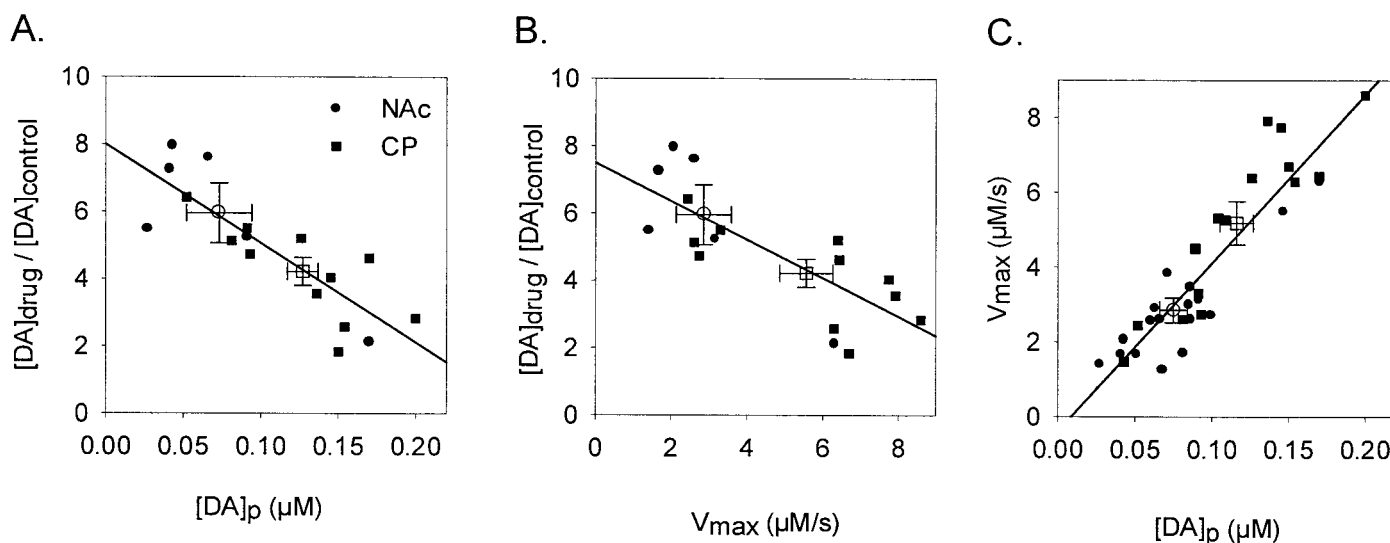 A.
[DA]drug / [DA]control
10
8
6
4
2
0
NAc
CP
0.00 0.05 0.10 0.15 0.20
[DA]p (µM)
B.
[DA]drug / [DA]control
10
8
6
4
2
0
0 2 4 6 8
Vmax (µM/s)
C.
Vmax (µM/s)
8
6
4
2
0
0.00 0.05 0.10 0.15 0.20
[DA]p (µM)